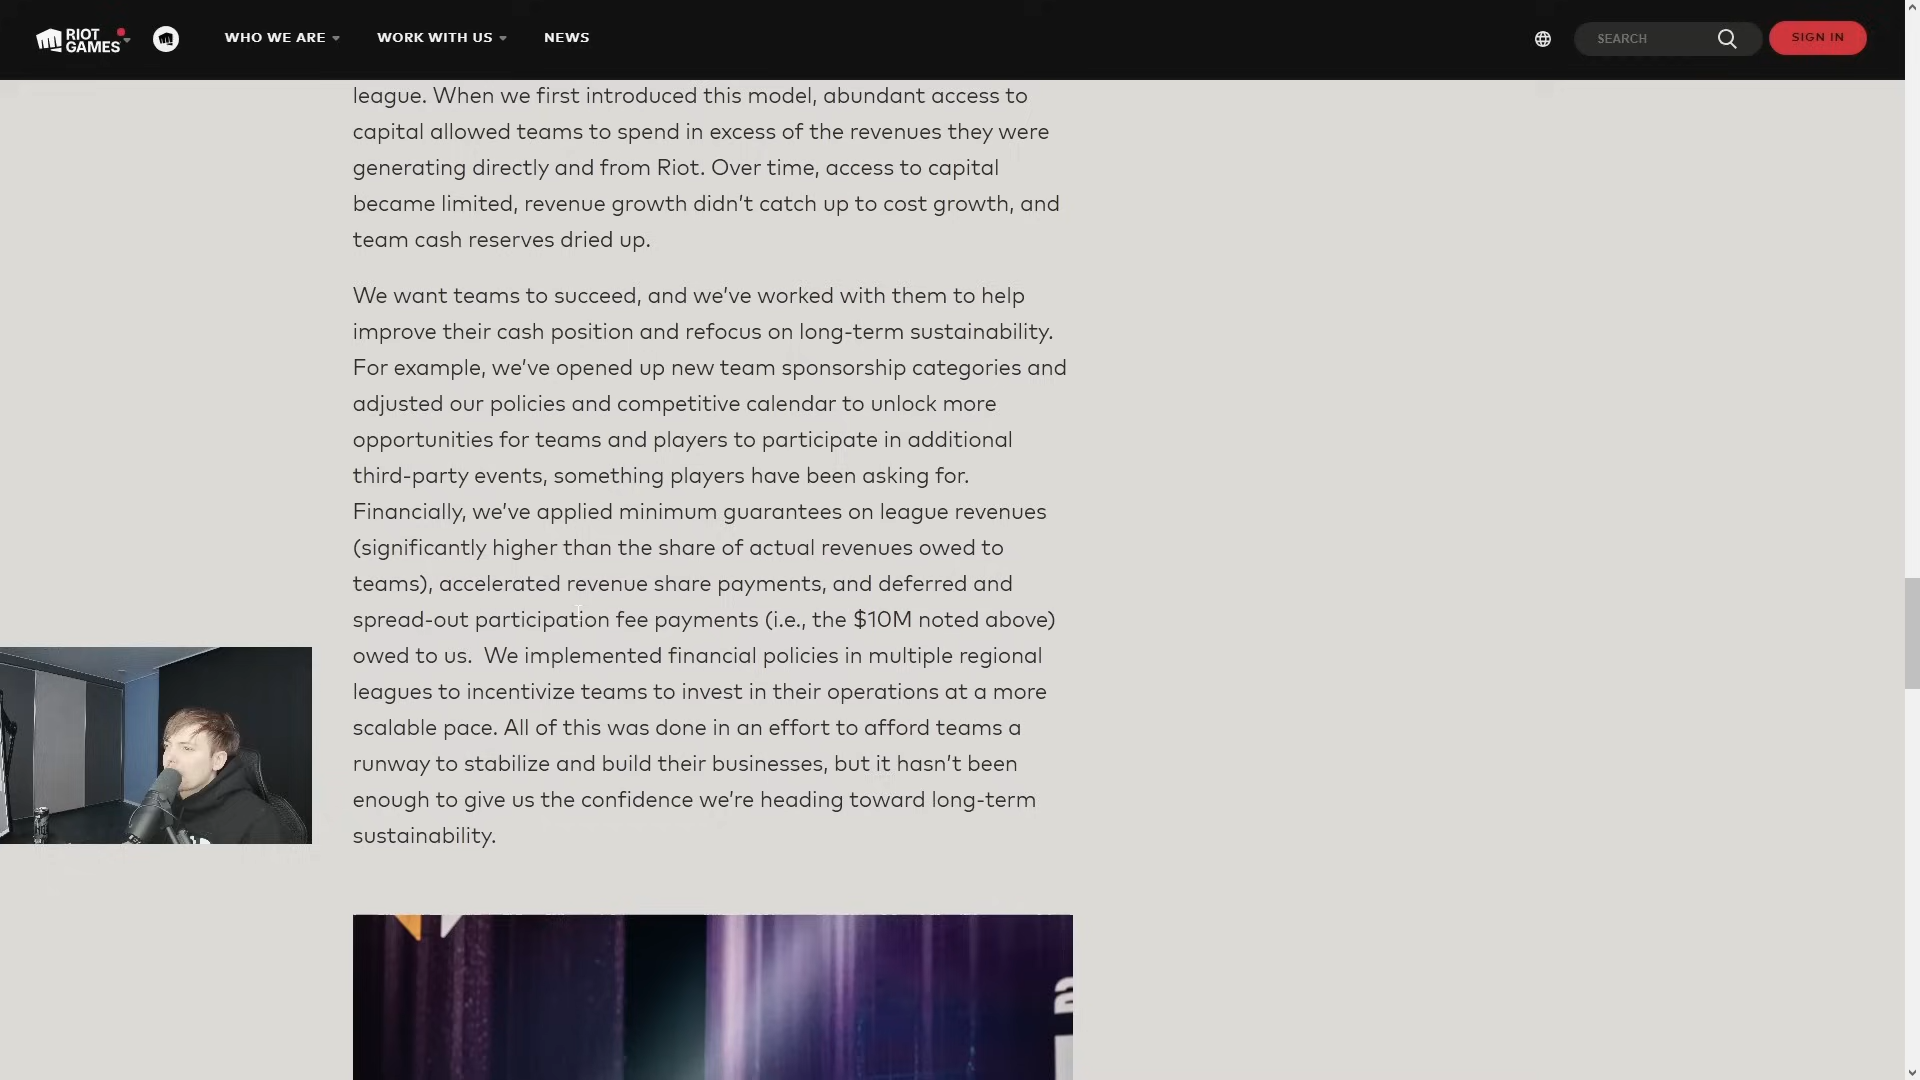 RIOT
GAMES
WHO WE ARE
WORK WITH US
NEWS
SEARCH
SIGN IN
league. When we first introduced this model, abundant access to
capital allowed teams to spend in excess of the revenues they were
generating directly and from Riot. Over time, access to capital
became limited, revenue growth didn’t catch up to cost growth, and
team cash reserves dried up.
We want teams to succeed, and we’ve worked with them to help
improve their cash position and refocus on long-term sustainability.
For example, we’ve opened up new team sponsorship categories and
adjusted our policies and competitive calendar to unlock more
opportunities for teams and players to participate in additional
third-party events, something players have been asking for.
Financially, we’ve applied minimum guarantees on league revenues
(significantly higher than the share of actual revenues owed to
teams), accelerated revenue share payments, and deferred and
spread-out participation fee payments (i.e., the $10M noted above)
owed to us.  We implemented financial policies in multiple regional
leagues to incentivize teams to invest in their operations at a more
scalable pace. All of this was done in an effort to afford teams a
runway to stabilize and build their businesses, but it hasn’t been
enough to give us the confidence we’re heading toward long-term
sustainability.